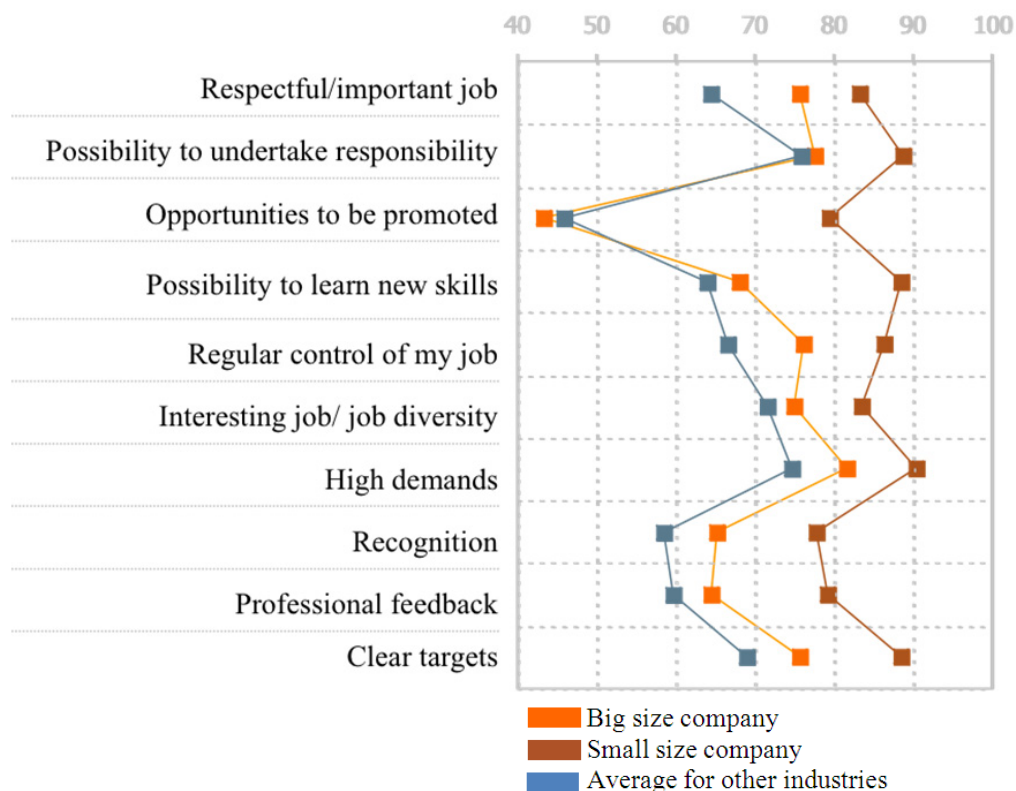 40 50 60 70 80 90 100
Respectful/important job
Possibility to undertake responsibility
Opportunities to be promoted
Possibility to learn new skills
Regular control of my job
Interesting job/ job diversity
High demands
Recognition
Professional feedback
Clear targets
Big size company
Small size company
Average for other industries